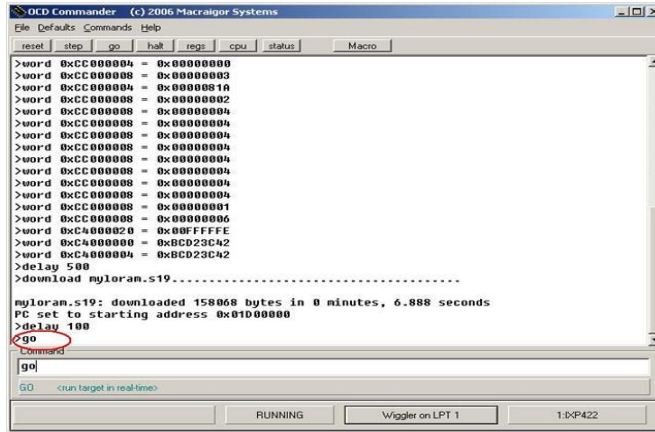 OCD Commander (c) 2006 Macraigor Systems
File Defaults Commands Help
reset step go halt regs cpu status Macro
>word 0xCC000004 = 0x00000000
>word 0xCC000008 = 0x00000003
>word 0xCC000004 = 0x0000081A
>word 0xCC000008 = 0x00000002
>word 0xCC000008 = 0x00000004
>word 0xCC000008 = 0x00000004
>word 0xCC000008 = 0x00000004
>word 0xCC000008 = 0x00000004
>word 0xCC000008 = 0x00000004
>word 0xCC000008 = 0x00000004
>word 0xCC000008 = 0x00000004
>word 0xCC000008 = 0x00000001
>word 0xCC000008 = 0x00000006
>word 0xC4000020 = 0x00FFFFFE
>word 0xC4000000 = 0xBCD23C42
>word 0xC4000004 = 0xBCD23C42
>delay 500
>download myloram.s19......................................
myloram.s19: downloaded 158068 bytes in 0 minutes, 6.888 seconds
PC set to starting address 0x01D00000
>delay 100
>go
Command
go
GO <run target in real-time>
RUNNING Wiggler on LPT 1 1:IXP422